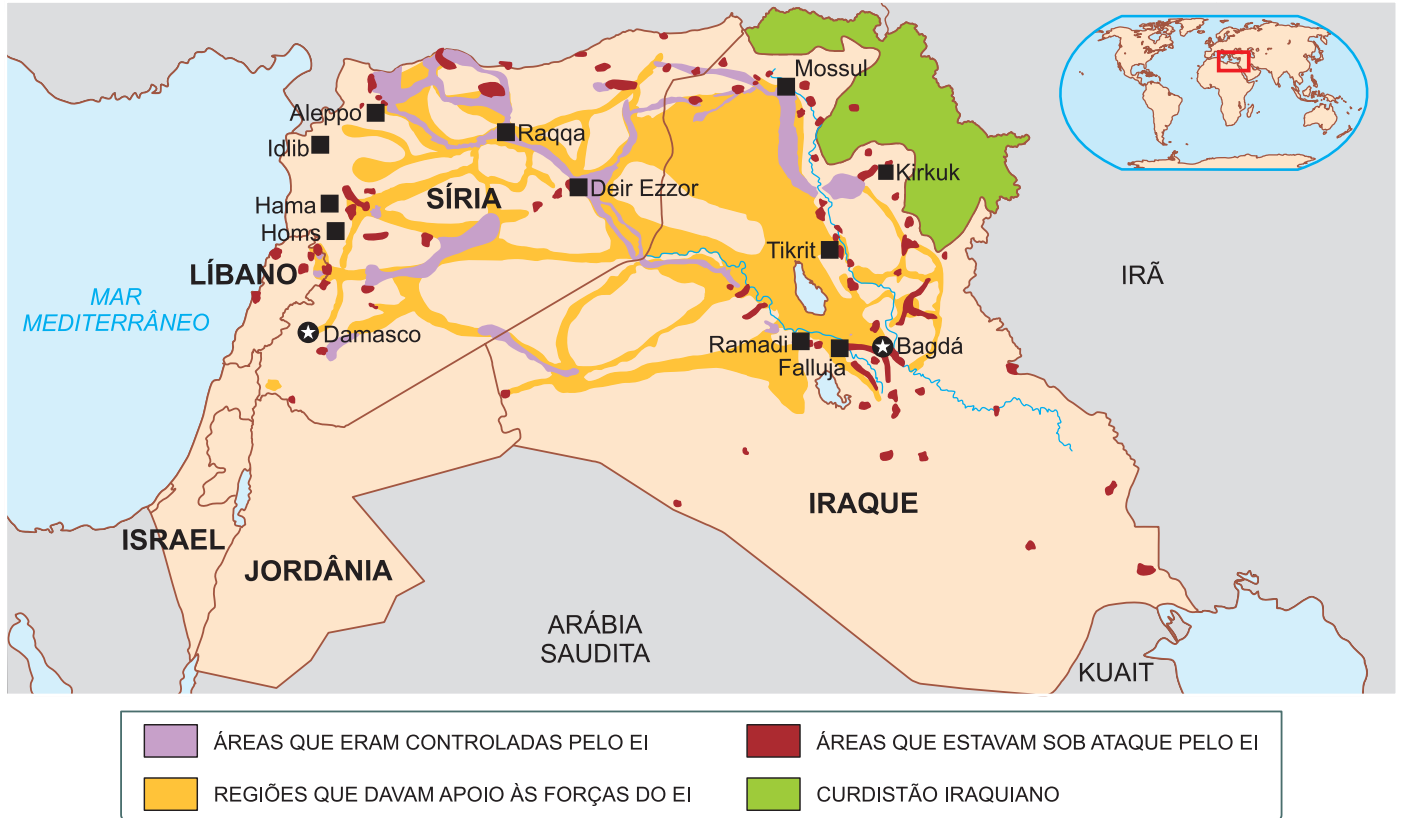 Mossul
Aleppo
Raqqa
Idlib
Kirkuk
Deir Ezzor
SÍRIA
Hama
Homs
Tikrit
LÍBANO
IRÃ
MAR
MEDITERRÂNEO
Damasco
Ramadi
Bagdá
Falluja
IRAQUE
ISRAEL
JORDÂNIA
ARÁBIA
SAUDITA
KUAIT
ÁREAS QUE ERAM CONTROLADAS PELO EI
ÁREAS QUE ESTAVAM SOB ATAQUE PELO EI
REGIÕES QUE DAVAM APOIO ÀS FORÇAS DO EI
CURDISTÃO IRAQUIANO